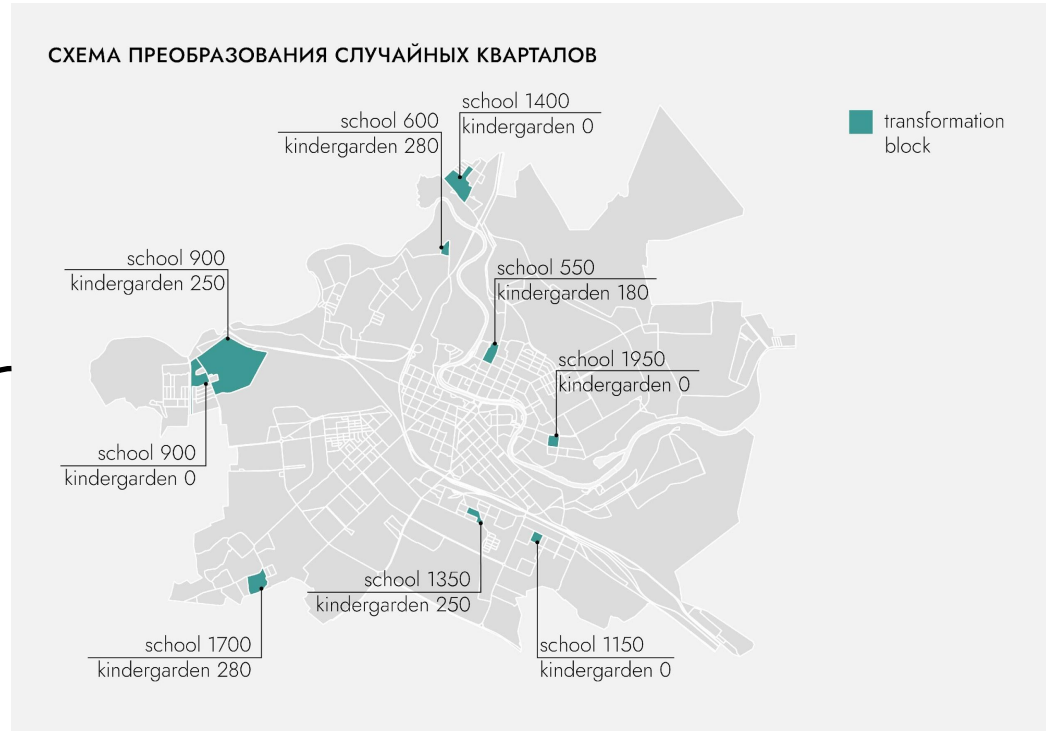 СХЕМА ПРЕОБРАЗОВАНИЯ СЛУЧАЙНЫХ КВАРТАЛОВ
school 1400
kindergarden 0
school 600
kindergarden 280
transformation
block
school 900
kindergarden 250
school 550
kindergarden 180
school 1950
kindergarden 0
school 900
kindergarden 0
school 1350
kindergarden 250
school 1700
kindergarden 280
school 1150
kindergarden 0